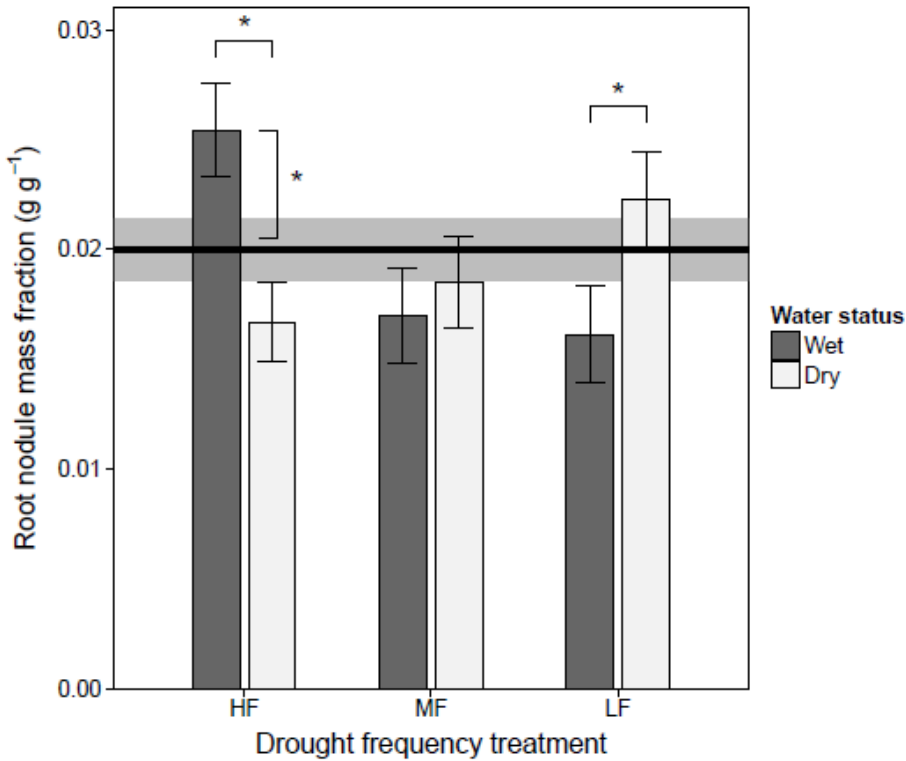 0.03
0.02
0.01
0.00
Root nodule mass fraction (g g⁻¹)
*
*
*
HF
MF
LF
Drought frequency treatment
Water status
Wet
Dry